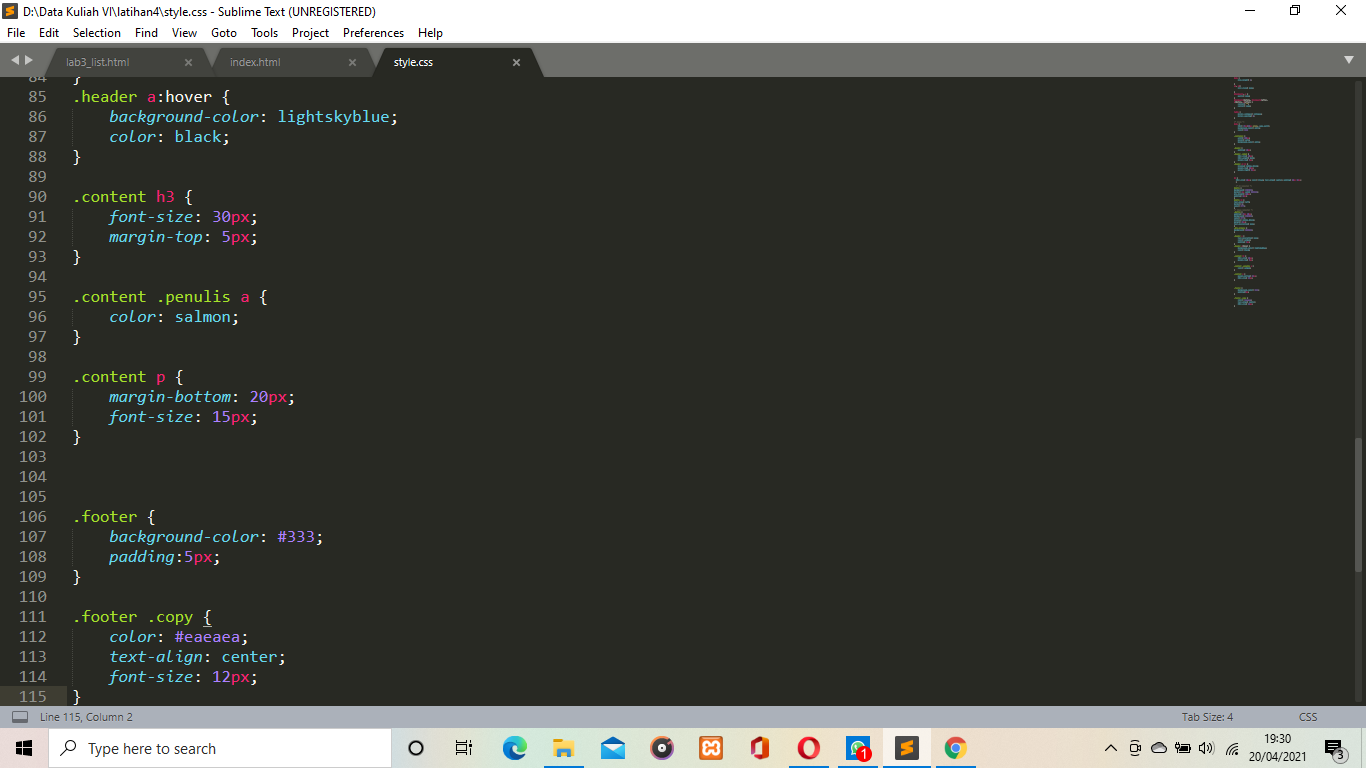 D:\Data Kuliah VI\latihan4\style.css - Sublime Text (UNREGISTERED)
File Edit Selection Find View Goto Tools Project Preferences Help
lab3_list.html × index.html × style.css ×
84 }
85 .header a:hover {
86 background-color: lightskyblue;
87 color: black;
88 }
89
90 .content h3 {
91 font-size: 30px;
92 margin-top: 5px;
93 }
94
95 .content .penulis a {
96 color: salmon;
97 }
98
99 .content p {
100 margin-bottom: 20px;
101 font-size: 15px;
102 }
103
104
105
106 .footer {
107 background-color: #333;
108 padding:5px;
109 }
110
111 .footer .copy {
112 color: #eaeaea;
113 text-align: center;
114 font-size: 12px;
115 }
Line 115, Column 2 Tab Size: 4 CSS
Type here to search
1
19:30
20/04/2021
3